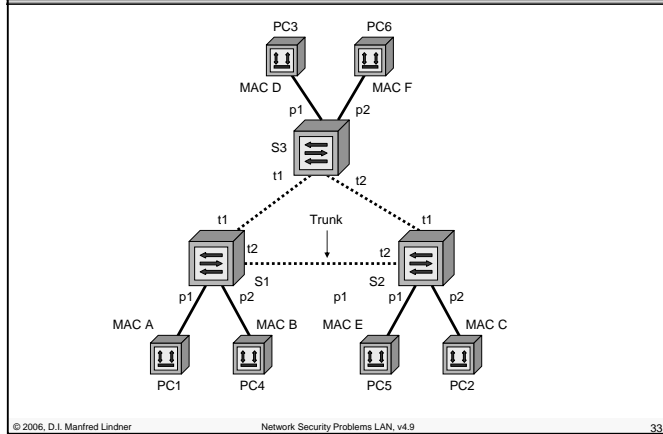 PC3 PC6
MAC D MAC F
p1 p2
S3
t1 t2
Trunk
t1 t1
t2 t2
S1 S2
p1 p2 p1 p1 p2
MAC A MAC B MAC E MAC C
PC1 PC4 PC5 PC2
© 2006, D.I. Manfred Lindner Network Security Problems LAN, v4.9 33